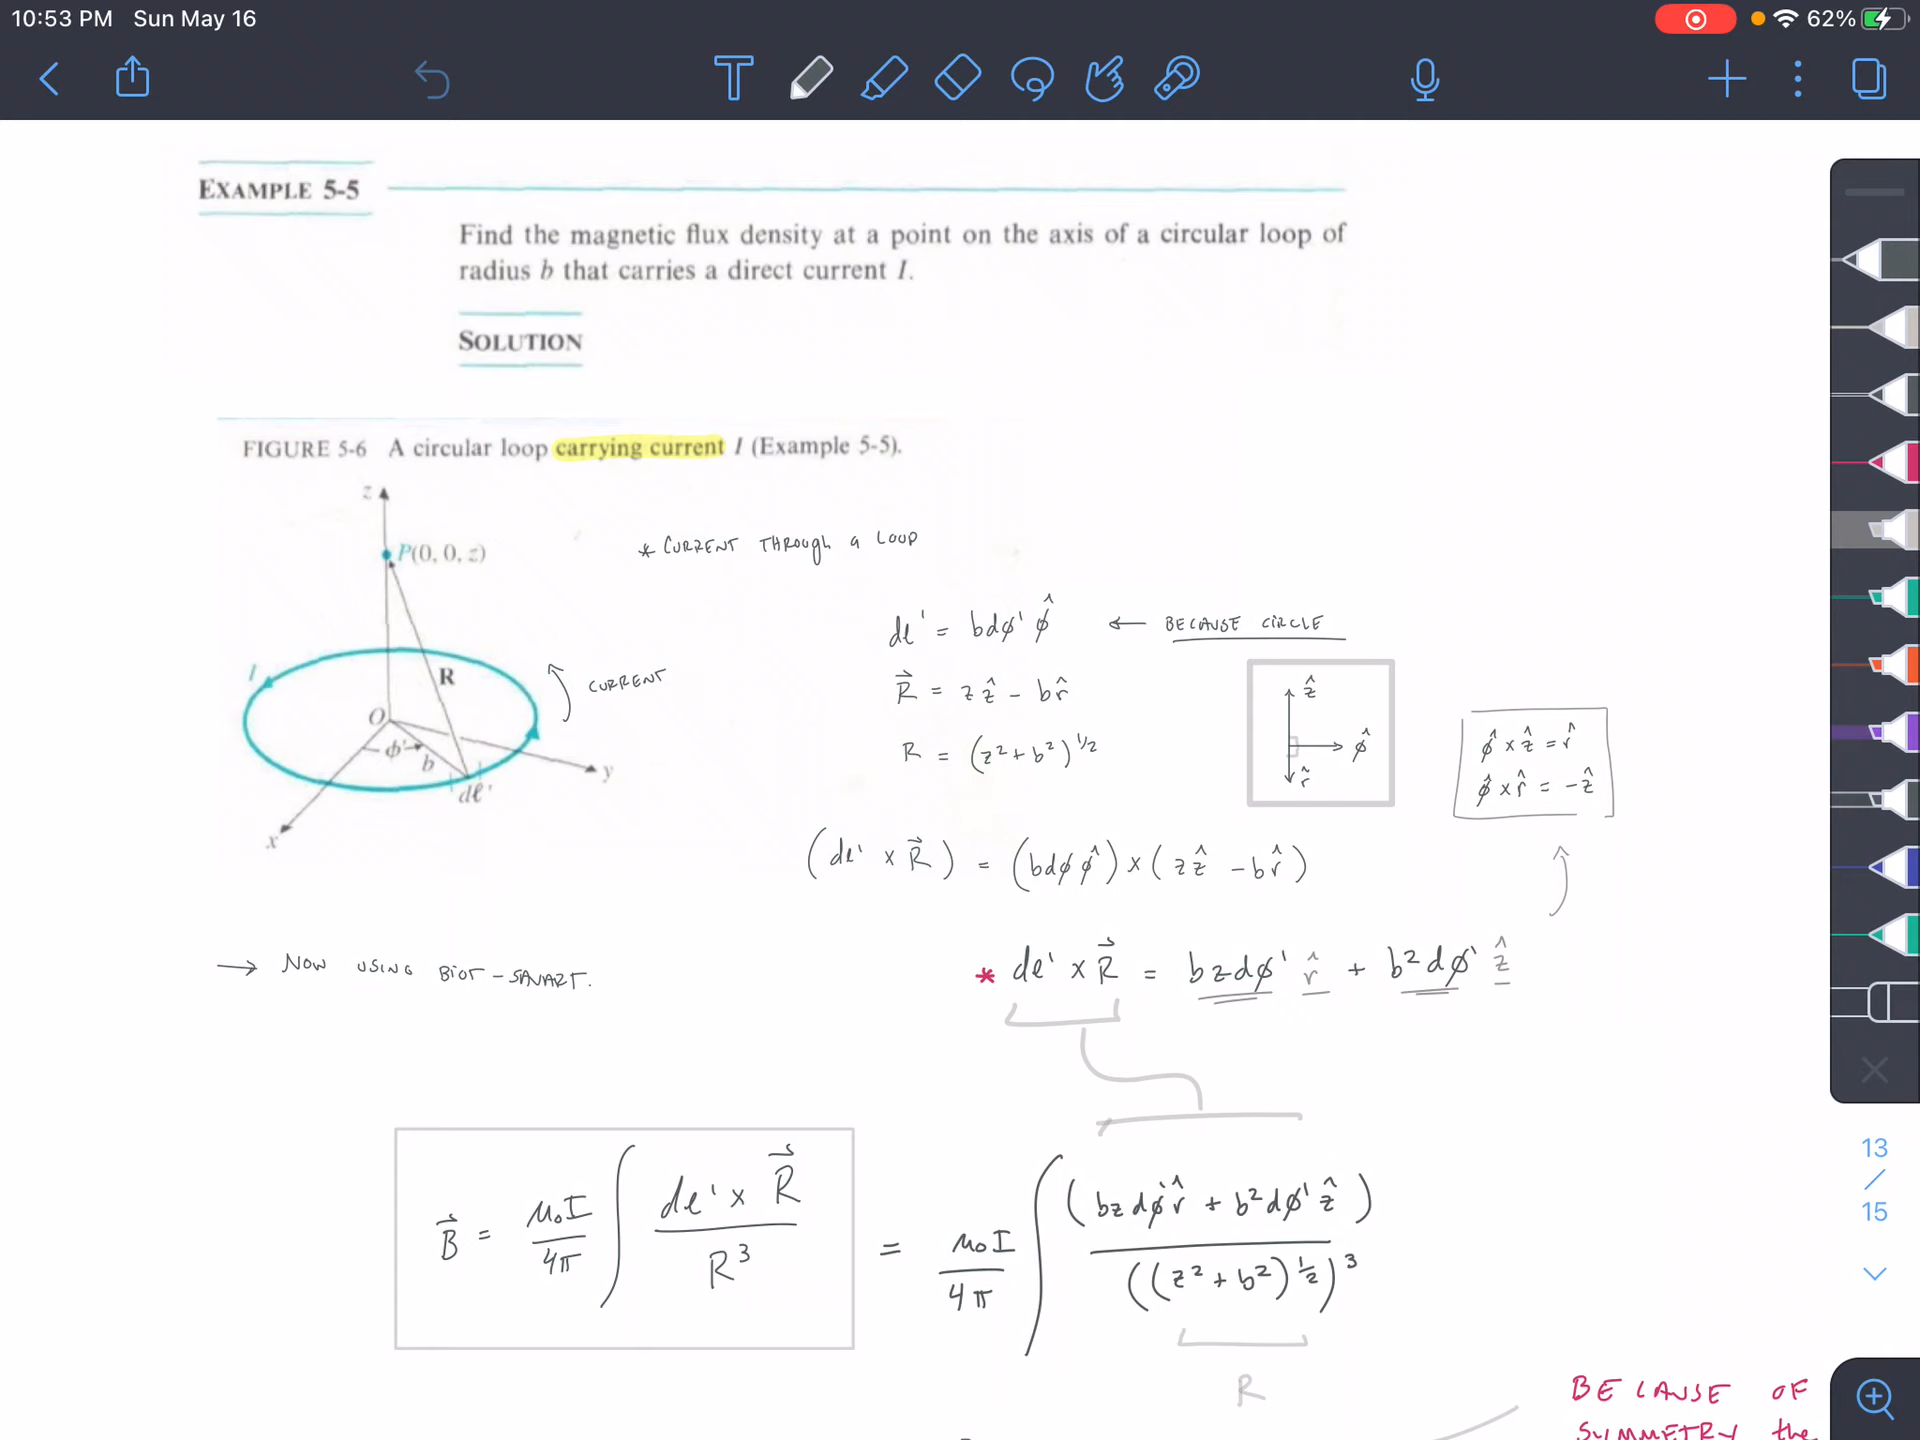 10:53 PM Sun May 16
62%
EXAMPLE 5-5
Find the magnetic flux density at a point on the axis of a circular loop of
radius b that carries a direct current I.
SOLUTION
FIGURE 5-6 A circular loop carrying current I (Example 5-5).
z
P(0, 0, z)
* CURRENT THROUGH a LOOP
dℓ' = bdφ' φ̂ ← BECAUSE CIRCLE
I
R
CURRENT
R⃗ = z ẑ - b r̂
ẑ
φ̂
r̂
φ̂ × ẑ = r̂
φ̂ × r̂ = -ẑ
R = (z² + b²)^1/2
O
φ'
b
y
dℓ'
x
(dℓ' × R⃗) = (bdφ φ̂) × (z ẑ - b r̂)
→ NOW USING BIOT-SAVART.
* dℓ' × R⃗ = bzdφ' r̂ + b²dφ' ẑ
B⃗ = μ₀I/4π ∫ dℓ' × R⃗ / R³ = μ₀I/4π ∫ (bzdφ' r̂ + b²dφ' ẑ) / ((z² + b²)^1/2)³
R
13
/
15
BECAUSE OF
SYMMETRY the